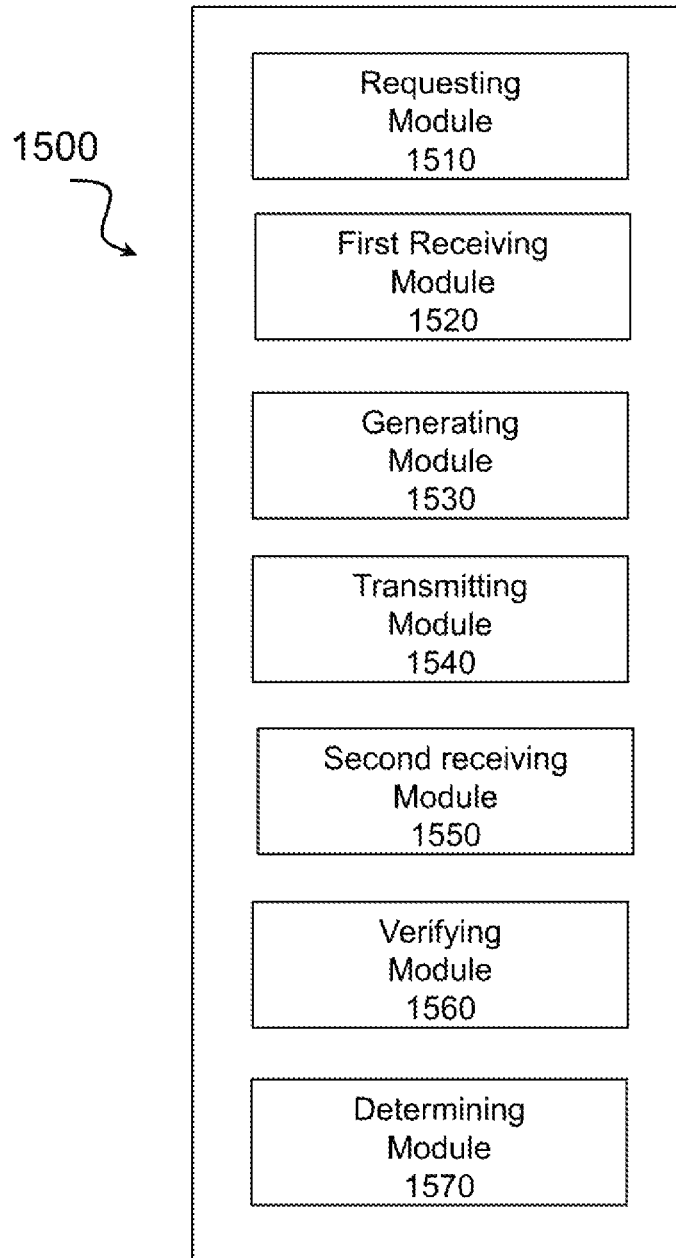 1500
Requesting
Module
1510
First Receiving
Module
1520
Generating
Module
1530
Transmitting
Module
1540
Second receiving
Module
1550
Verifying
Module
1560
Determining
Module
1570